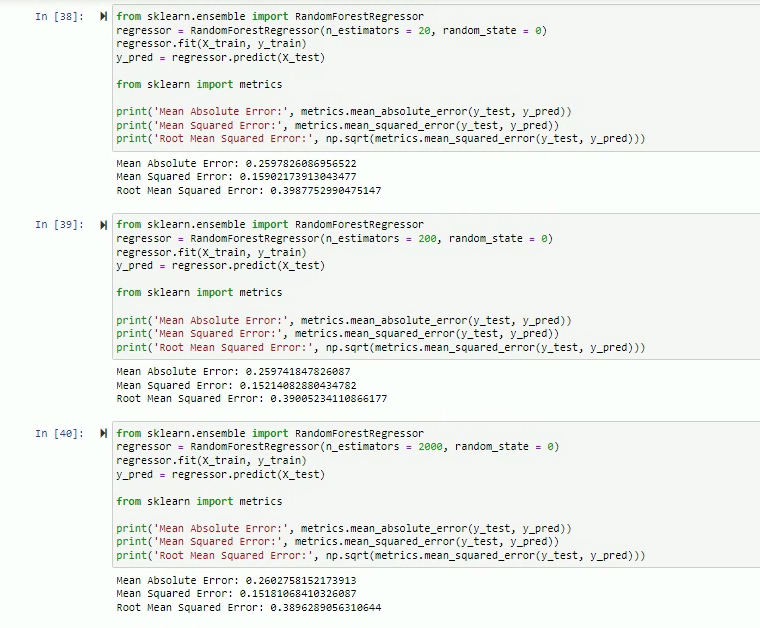 In [38]:
from sklearn.ensemble import RandomForestRegressor
regressor = RandomForestRegressor(n_estimators = 20, random_state = 0)
regressor.fit(X_train, y_train)
y_pred = regressor.predict(X_test)
from sklearn import metrics
print('Mean Absolute Error:', metrics.mean_absolute_error(y_test, y_pred))
print('Mean Squared Error:', metrics.mean_squared_error(y_test, y_pred))
print('Root Mean Squared Error:', np.sqrt(metrics.mean_squared_error(y_test, y_pred)))
Mean Absolute Error: 0.2597826086956522
Mean Squared Error: 0.15902173913043477
Root Mean Squared Error: 0.3987752990475147
In [39]:
from sklearn.ensemble import RandomForestRegressor
regressor = RandomForestRegressor(n_estimators = 200, random_state = 0)
regressor.fit(X_train, y_train)
y_pred = regressor.predict(X_test)
from sklearn import metrics
print('Mean Absolute Error:', metrics.mean_absolute_error(y_test, y_pred))
print('Mean Squared Error:', metrics.mean_squared_error(y_test, y_pred))
print('Root Mean Squared Error:', np.sqrt(metrics.mean_squared_error(y_test, y_pred)))
Mean Absolute Error: 0.259741847826087
Mean Squared Error: 0.15214082880434782
Root Mean Squared Error: 0.39005234110866177
In [40]:
from sklearn.ensemble import RandomForestRegressor
regressor = RandomForestRegressor(n_estimators = 2000, random_state = 0)
regressor.fit(X_train, y_train)
y_pred = regressor.predict(X_test)
from sklearn import metrics
print('Mean Absolute Error:', metrics.mean_absolute_error(y_test, y_pred))
print('Mean Squared Error:', metrics.mean_squared_error(y_test, y_pred))
print('Root Mean Squared Error:', np.sqrt(metrics.mean_squared_error(y_test, y_pred)))
Mean Absolute Error: 0.2602758152173913
Mean Squared Error: 0.15181068410326087
Root Mean Squared Error: 0.3896289056310644